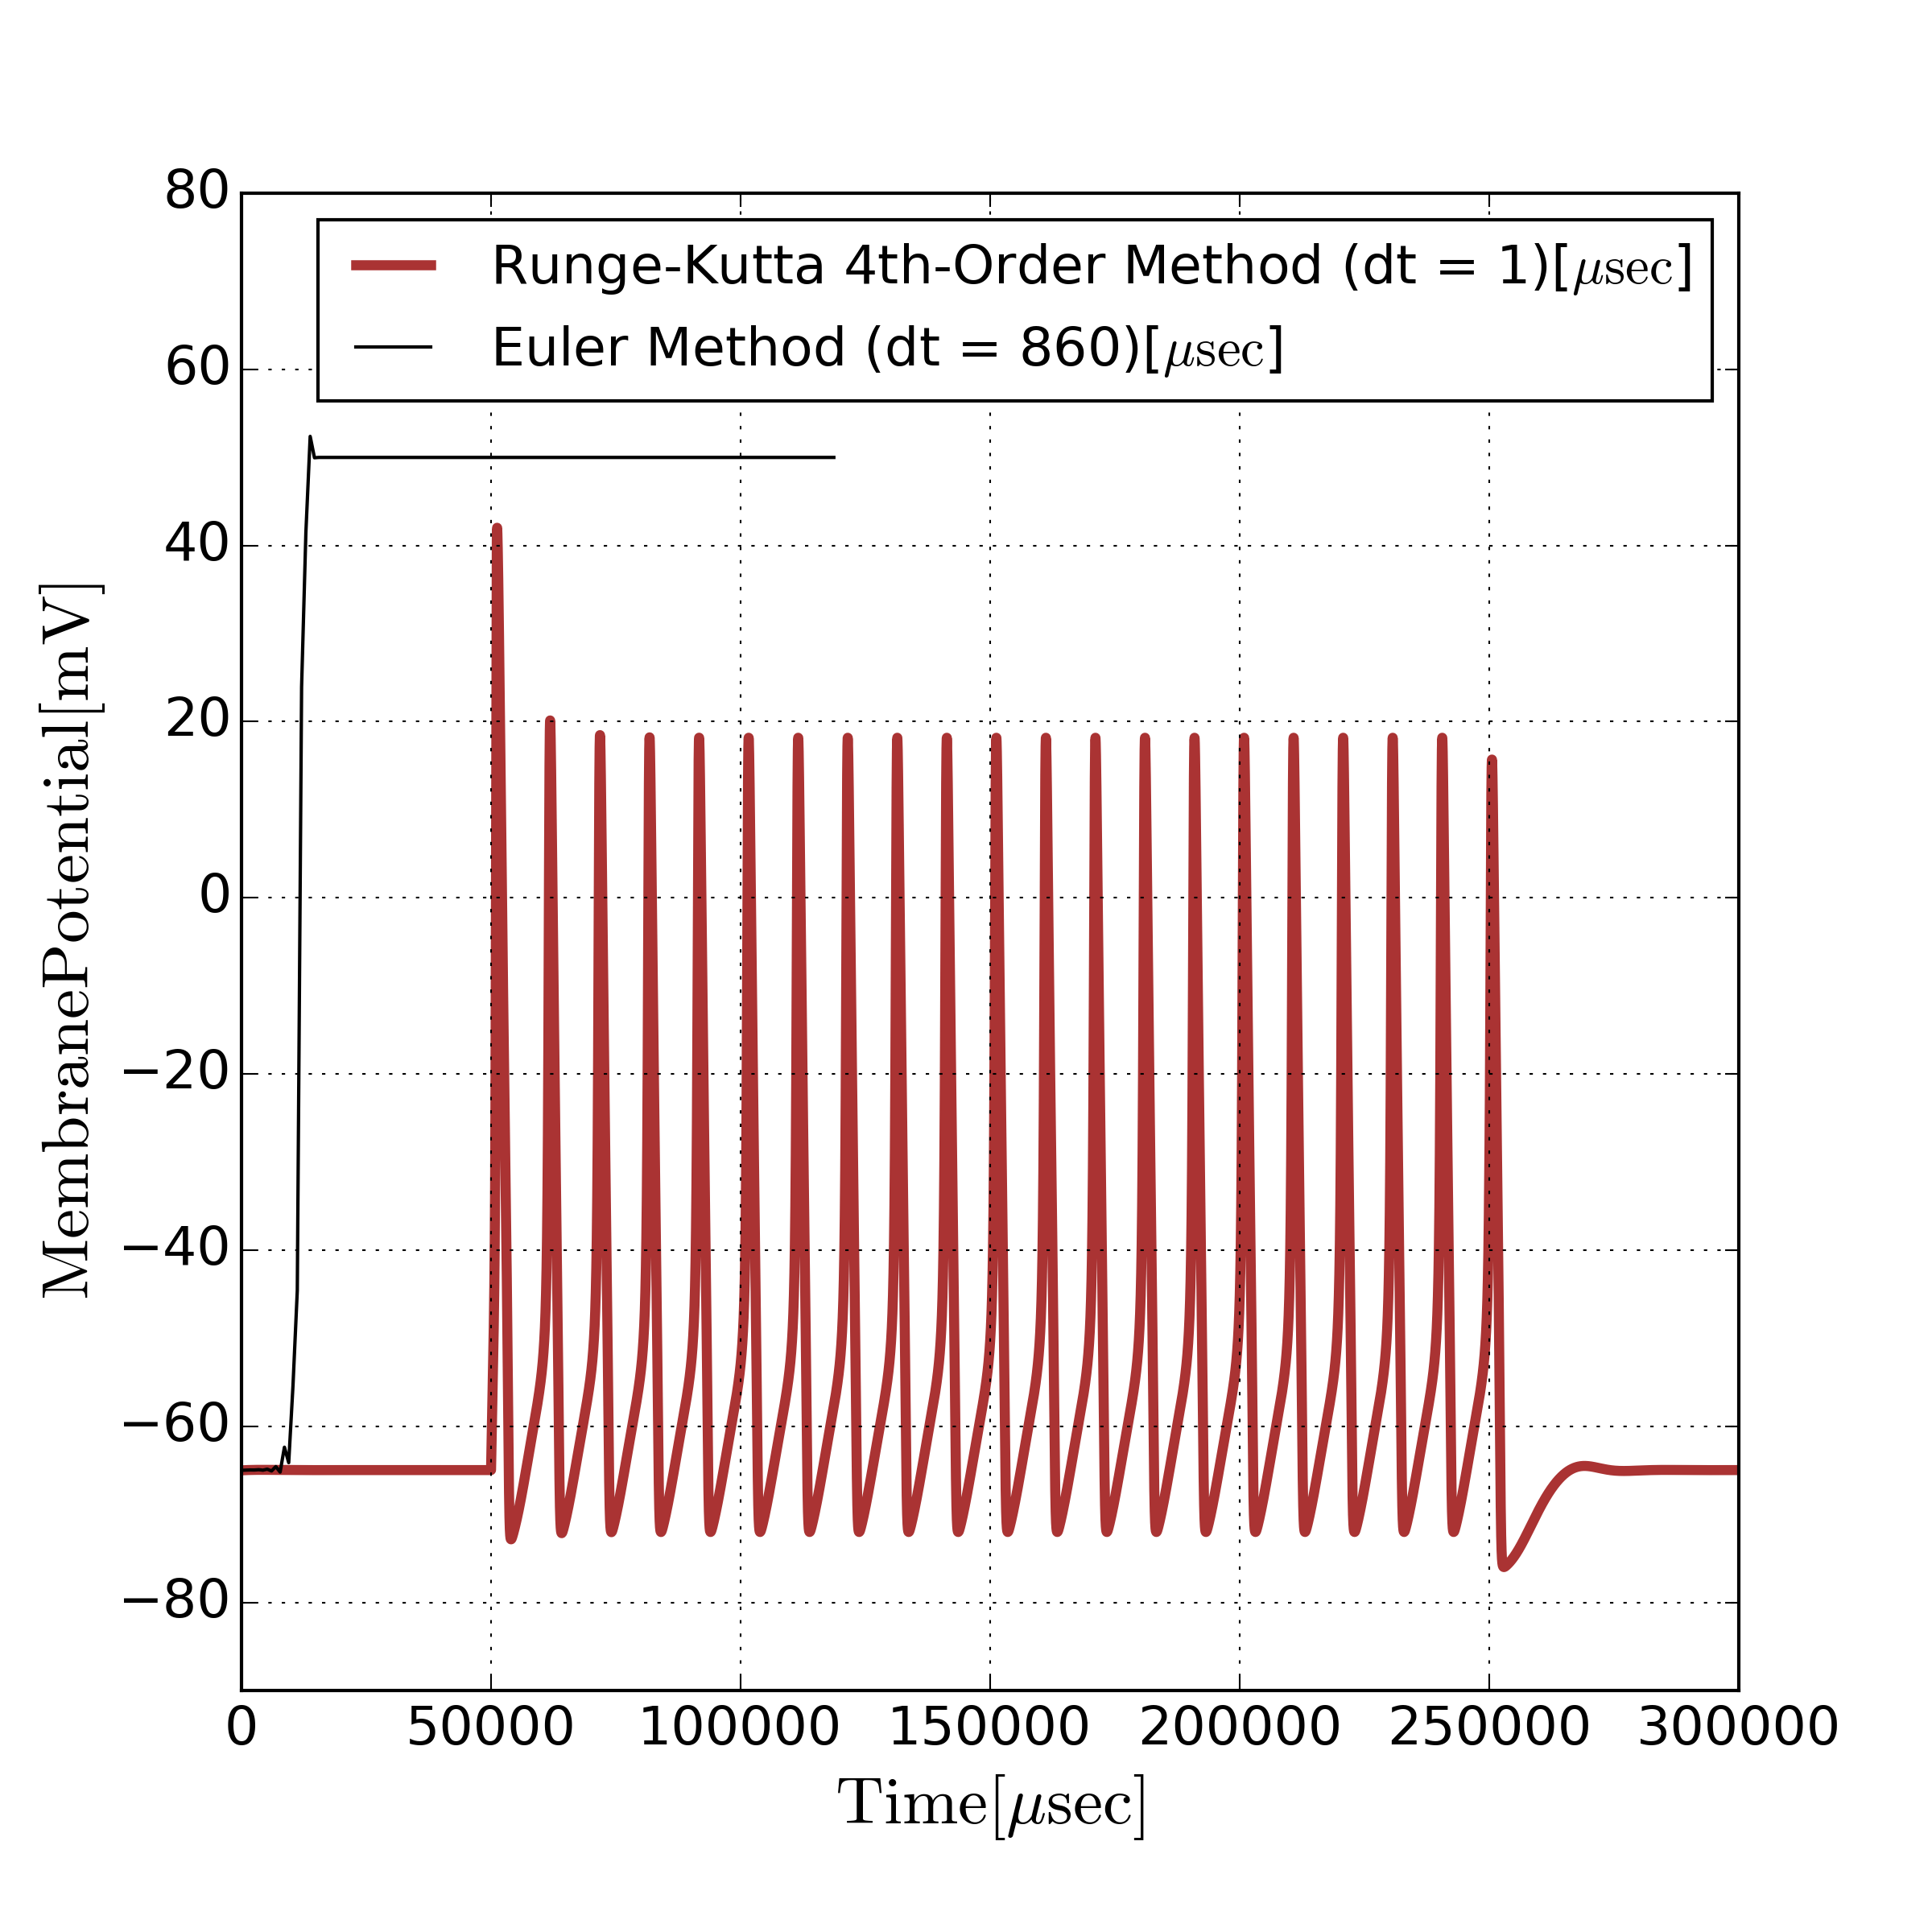 Runge-Kutta 4th-Order Method (dt = 1)[μsec]
Euler Method (dt = 860)[μsec]
80
60
40
20
0
−20
−40
−60
−80
MembranePotential[mV]
0 50000 100000 150000 200000 250000 300000
Time[μsec]